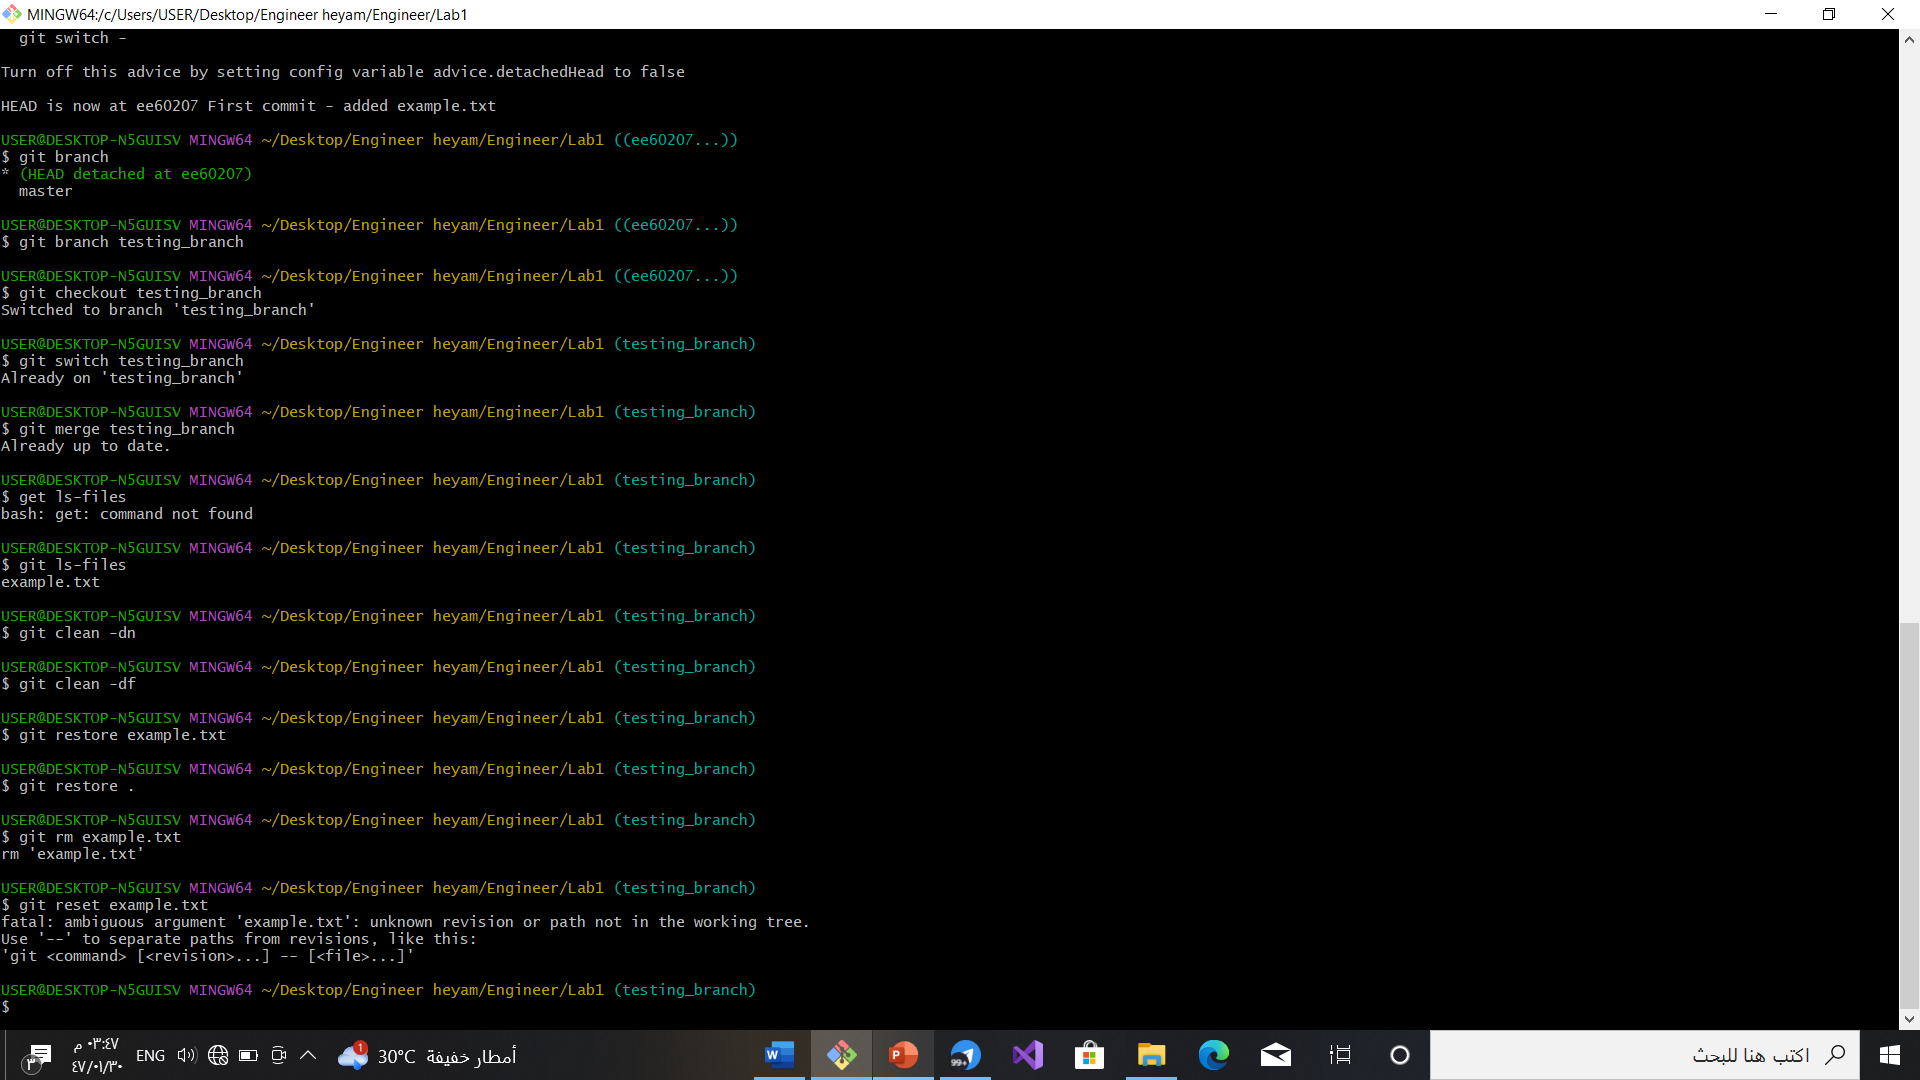 MINGW64:/c/Users/USER/Desktop/Engineer heyam/Engineer/Lab1
  git switch -
Turn off this advice by setting config variable advice.detachedHead to false
HEAD is now at ee60207 First commit - added example.txt
USER@DESKTOP-N5GUISV MINGW64 ~/Desktop/Engineer heyam/Engineer/Lab1 ((ee60207...))
$ git branch
* (HEAD detached at ee60207)
  master
USER@DESKTOP-N5GUISV MINGW64 ~/Desktop/Engineer heyam/Engineer/Lab1 ((ee60207...))
$ git branch testing_branch
USER@DESKTOP-N5GUISV MINGW64 ~/Desktop/Engineer heyam/Engineer/Lab1 ((ee60207...))
$ git checkout testing_branch
Switched to branch 'testing_branch'
USER@DESKTOP-N5GUISV MINGW64 ~/Desktop/Engineer heyam/Engineer/Lab1 (testing_branch)
$ git switch testing_branch
Already on 'testing_branch'
USER@DESKTOP-N5GUISV MINGW64 ~/Desktop/Engineer heyam/Engineer/Lab1 (testing_branch)
$ git merge testing_branch
Already up to date.
USER@DESKTOP-N5GUISV MINGW64 ~/Desktop/Engineer heyam/Engineer/Lab1 (testing_branch)
$ get ls-files
bash: get: command not found
USER@DESKTOP-N5GUISV MINGW64 ~/Desktop/Engineer heyam/Engineer/Lab1 (testing_branch)
$ git ls-files
example.txt
USER@DESKTOP-N5GUISV MINGW64 ~/Desktop/Engineer heyam/Engineer/Lab1 (testing_branch)
$ git clean -dn
USER@DESKTOP-N5GUISV MINGW64 ~/Desktop/Engineer heyam/Engineer/Lab1 (testing_branch)
$ git clean -df
USER@DESKTOP-N5GUISV MINGW64 ~/Desktop/Engineer heyam/Engineer/Lab1 (testing_branch)
$ git restore example.txt
USER@DESKTOP-N5GUISV MINGW64 ~/Desktop/Engineer heyam/Engineer/Lab1 (testing_branch)
$ git restore .
USER@DESKTOP-N5GUISV MINGW64 ~/Desktop/Engineer heyam/Engineer/Lab1 (testing_branch)
$ git rm example.txt
rm 'example.txt'
USER@DESKTOP-N5GUISV MINGW64 ~/Desktop/Engineer heyam/Engineer/Lab1 (testing_branch)
$ git reset example.txt
fatal: ambiguous argument 'example.txt': unknown revision or path not in the working tree.
Use '--' to separate paths from revisions, like this:
'git <command> [<revision>...] -- [<file>...]'
USER@DESKTOP-N5GUISV MINGW64 ~/Desktop/Engineer heyam/Engineer/Lab1 (testing_branch)
$
اكتب هنا للبحث
99+
30°C أمطار خفيفة
1
ENG
٠٣:٤٧ م
٤٧/٠١/٣٠
٣